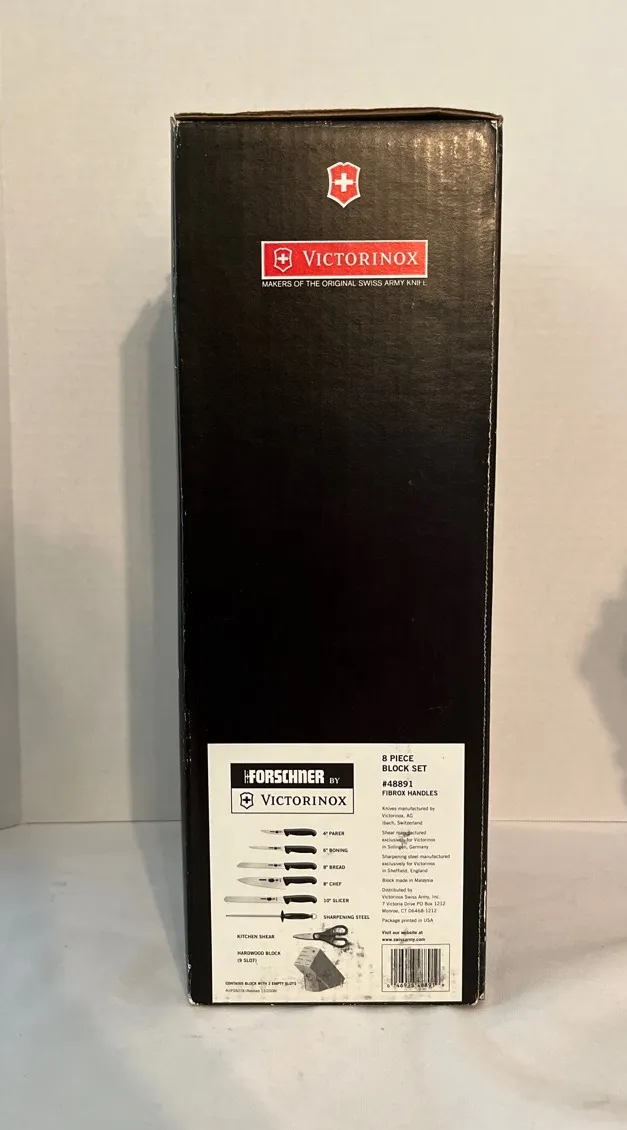 VICTORINOX
MAKERS OF THE ORIGINAL SWISS ARMY KNIFE
FORSCHNER BY
VICTORINOX
4" PARER
6" BONING
8" BREAD
8" CHEF
10" SLICER
SHARPENING STEEL
KITCHEN SHEAR
HARDWOOD BLOCK
(9 SLOT)
CONTAINS BLOCK WITH 2 EMPTY SLOTS
8 PIECE
BLOCK SET
#48891
FIBROX HANDLES
Knives manufactured by
Victorinox, AG
Ibach, Switzerland
Shear manufactured
exclusively for Victorinox
in Solingen, Germany
Sharpening steel manufactured
exclusively for Victorinox
in Sheffield, England
Block made in Malaysia
Distributed by
Victorinox Swiss Army, Inc.
7 Victoria Drive PO Box 1212
Monroe, CT 06468-1212
Package printed in USA
Visit our website at
www.swissarmy.com